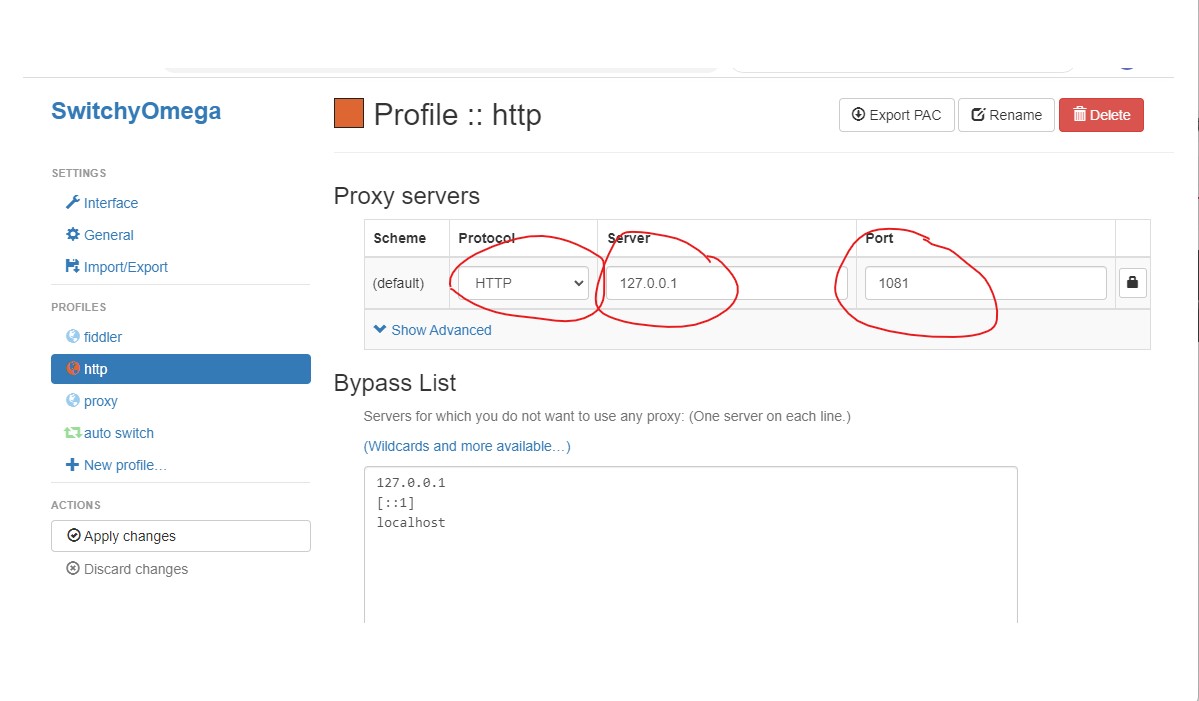 SwitchyOmega
Profile :: http
Export PAC
Rename
Delete
SETTINGS
Interface
General
Import/Export
PROFILES
fiddler
http
proxy
auto switch
New profile…
ACTIONS
Apply changes
Discard changes
Proxy servers
Scheme Protocol Server Port
(default) HTTP 127.0.0.1 1081
Show Advanced
Bypass List
Servers for which you do not want to use any proxy: (One server on each line.)
(Wildcards and more available…)
127.0.0.1
[::1]
localhost